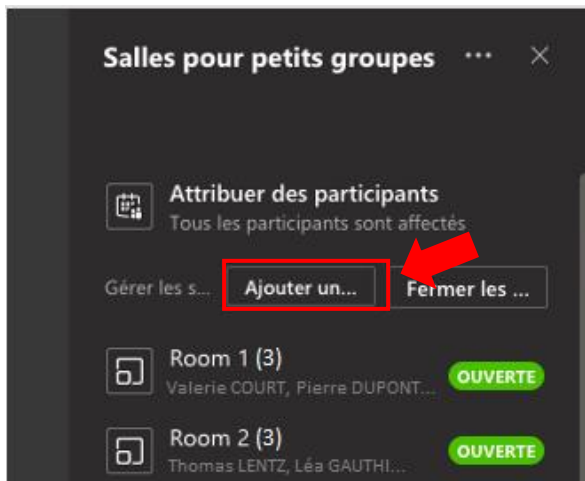 Salles pour petits groupes ...
Attribuer des participants
Tous les participants sont affectés
Gérer les s... Ajouter un... Fermer les ...
Room 1 (3)
Valerie COURT, Pierre DUPONT... OUVERTE
Room 2 (3)
Thomas LENTZ, Léa GAUTHI... OUVERTE